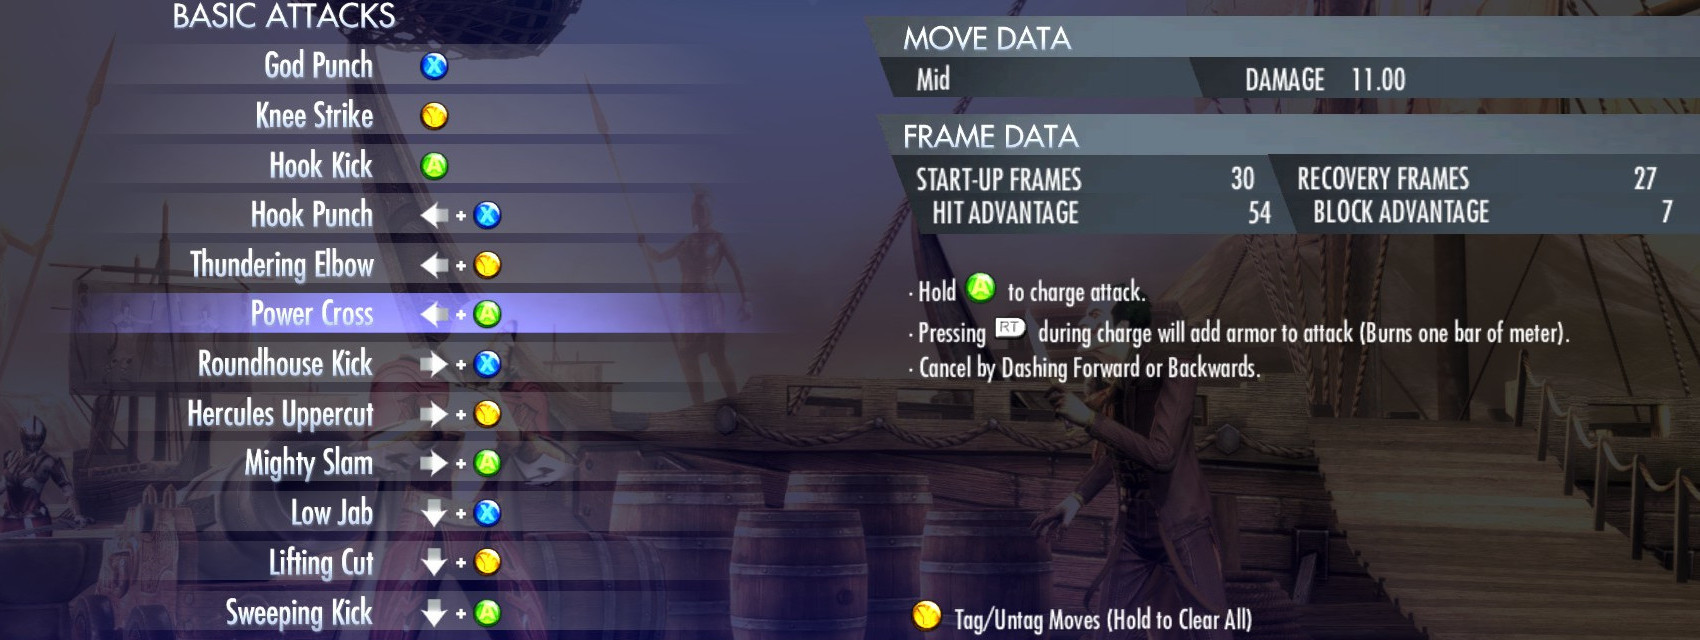 BASIC ATTACKS
God Punch X
Knee Strike Y
Hook Kick A
Hook Punch + X
Thundering Elbow + Y
Power Cross + A
Roundhouse Kick + X
Hercules Uppercut + Y
Mighty Slam + A
Low Jab + X
Lifting Cut + Y
Sweeping Kick + A
MOVE DATA
Mid DAMAGE 11.00
FRAME DATA
START-UP FRAMES 30 RECOVERY FRAMES 27
HIT ADVANTAGE 54 BLOCK ADVANTAGE 7
· Hold A to charge attack.
· Pressing RT during charge will add armor to attack (Burns one bar of meter).
· Cancel by Dashing Forward or Backwards.
Y Tag/Untag Moves (Hold to Clear All)